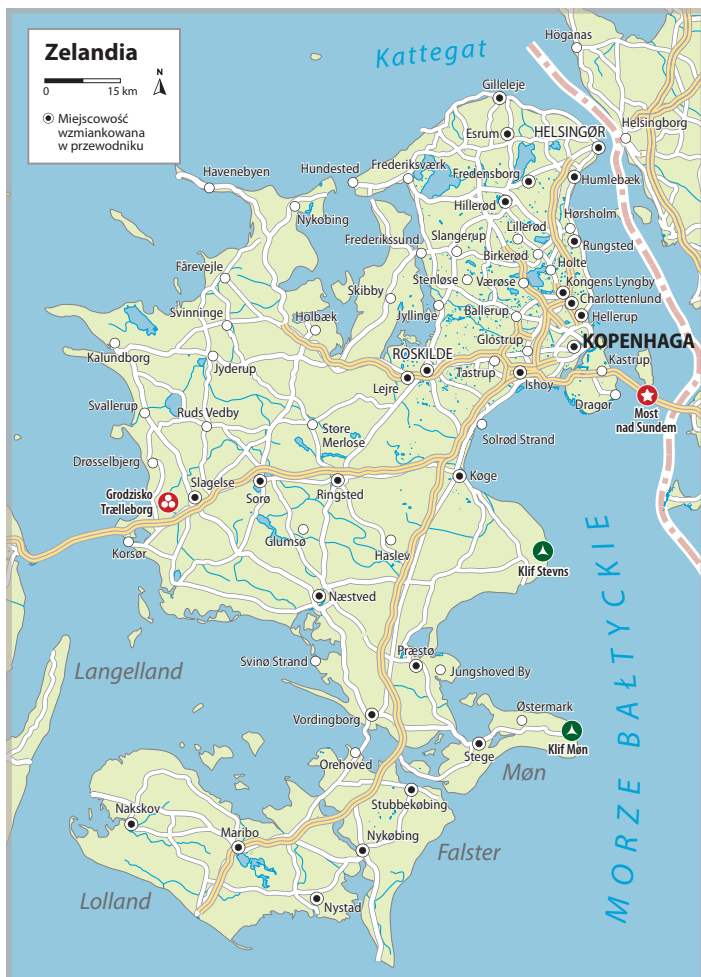 Zelandia
N
0 15 km
Miejscowość
wzmiankowana
w przewodniku
Kattegat
Höganas
Gilleleje
Esrum
HELSINGØR
Helsingborg
Havenebyen
Hundested
Frederiksværk
Fredensborg
Humlebæk
Nykøbing
Hillerød
Hørsholm
Lillerød
Slangerup
Rungsted
Frederikssund
Birkerød
Holte
Fårevejle
Stenløse
Værøse
Kongens Lyngby
Skibby
Charlottenlund
Svinninge
Holbæk
Jyllinge
Ballerup
Hellerup
KOPENHAGA
Glostrup
Kalundborg
Jyderup
ROSKILDE
Tastrup
Kastrup
Lejre
Ishoy
Dragør
Most
nad Sundem
Svallerup
Ruds Vedby
Store
Merlose
Solrød Strand
Drøsselbjerg
Grodzisko
Trælleborg
Slagelse
Sorø
Ringsted
Køge
Korsør
Glumsø
Haslev
Klif Stevns
Næstved
MORZE BAŁTYCKIE
Langelland
Svinø Strand
Præstø
Jungshoved By
Vordingborg
Østermark
Klif Møn
Stege
Orehoved
Møn
Stubbekøbing
Nakskov
Maribo
Nykøbing
Falster
Lolland
Nystad